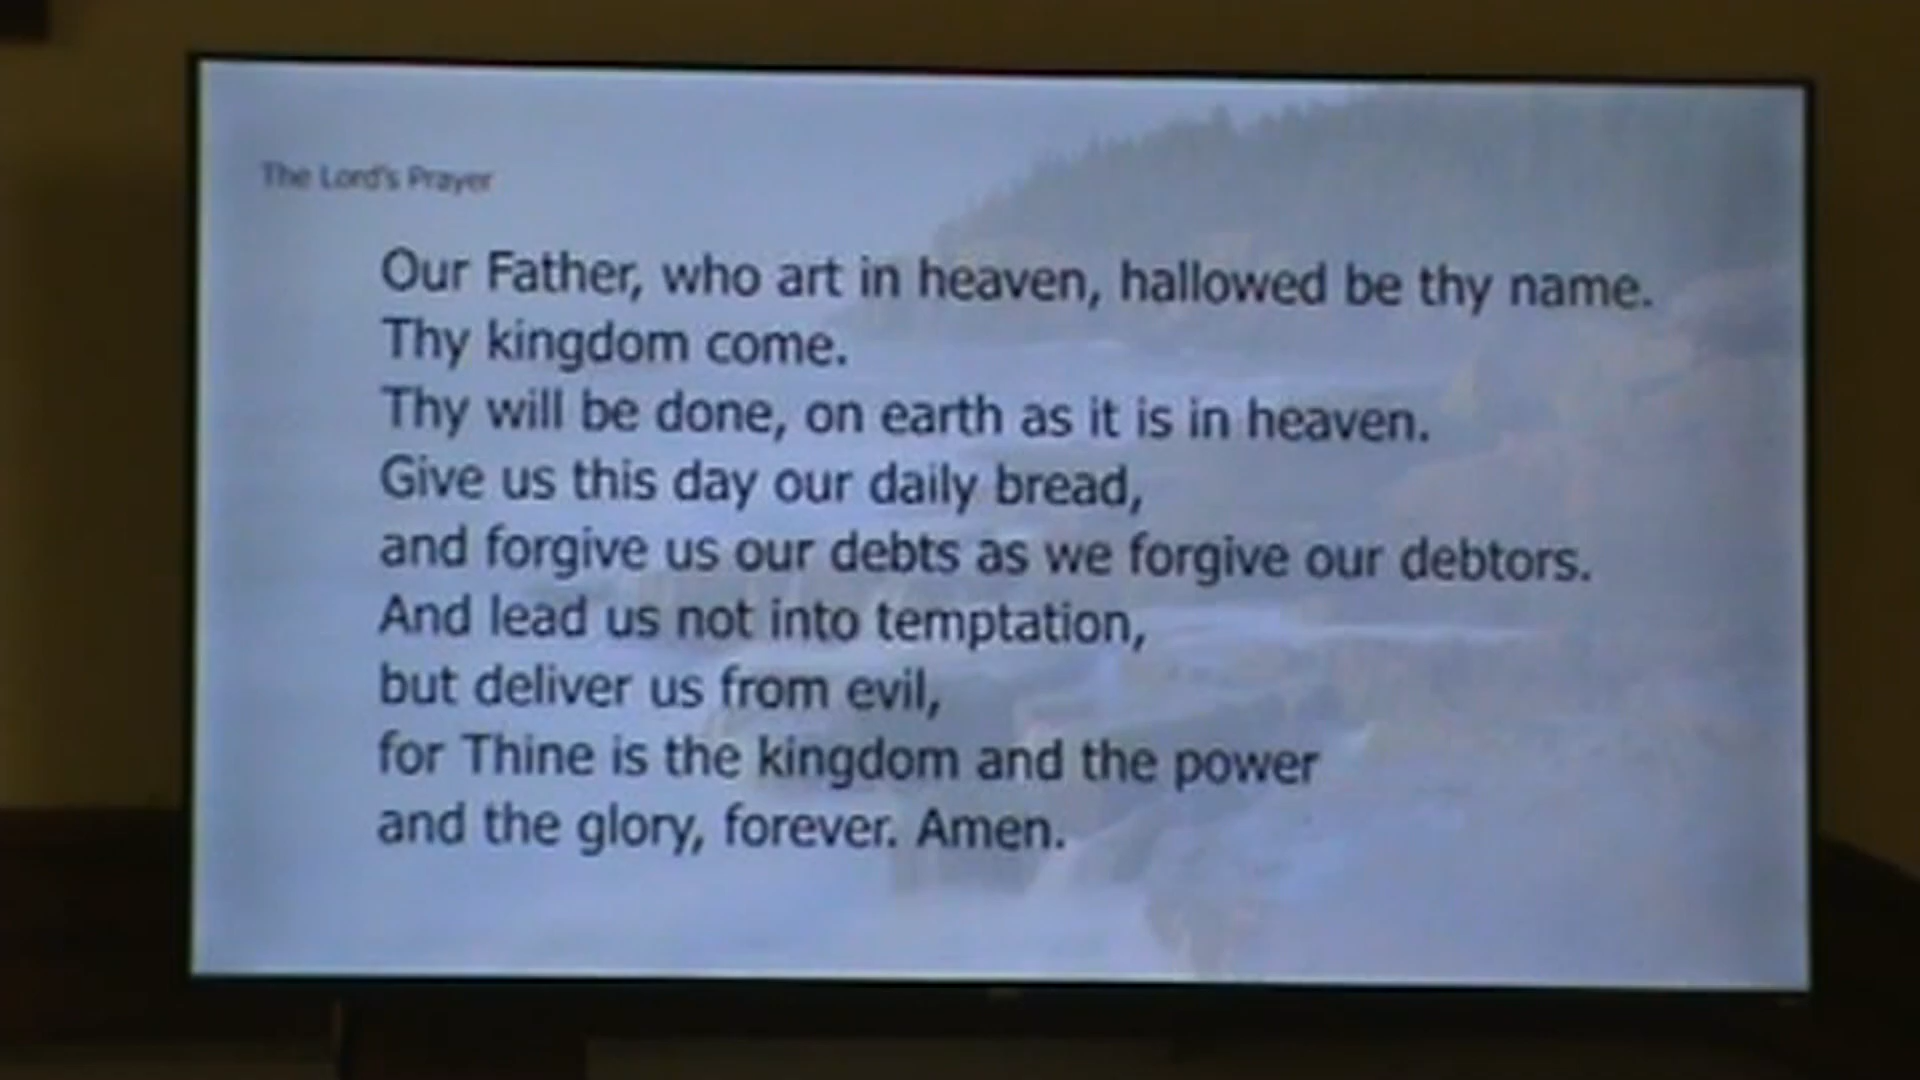 The Lord's Prayer
Our Father, who art in heaven, hallowed be thy name.
Thy kingdom come.
Thy will be done, on earth as it is in heaven.
Give us this day our daily bread,
and forgive us our debts as we forgive our debtors.
And lead us not into temptation,
but deliver us from evil,
for Thine is the kingdom and the power
and the glory, forever. Amen.